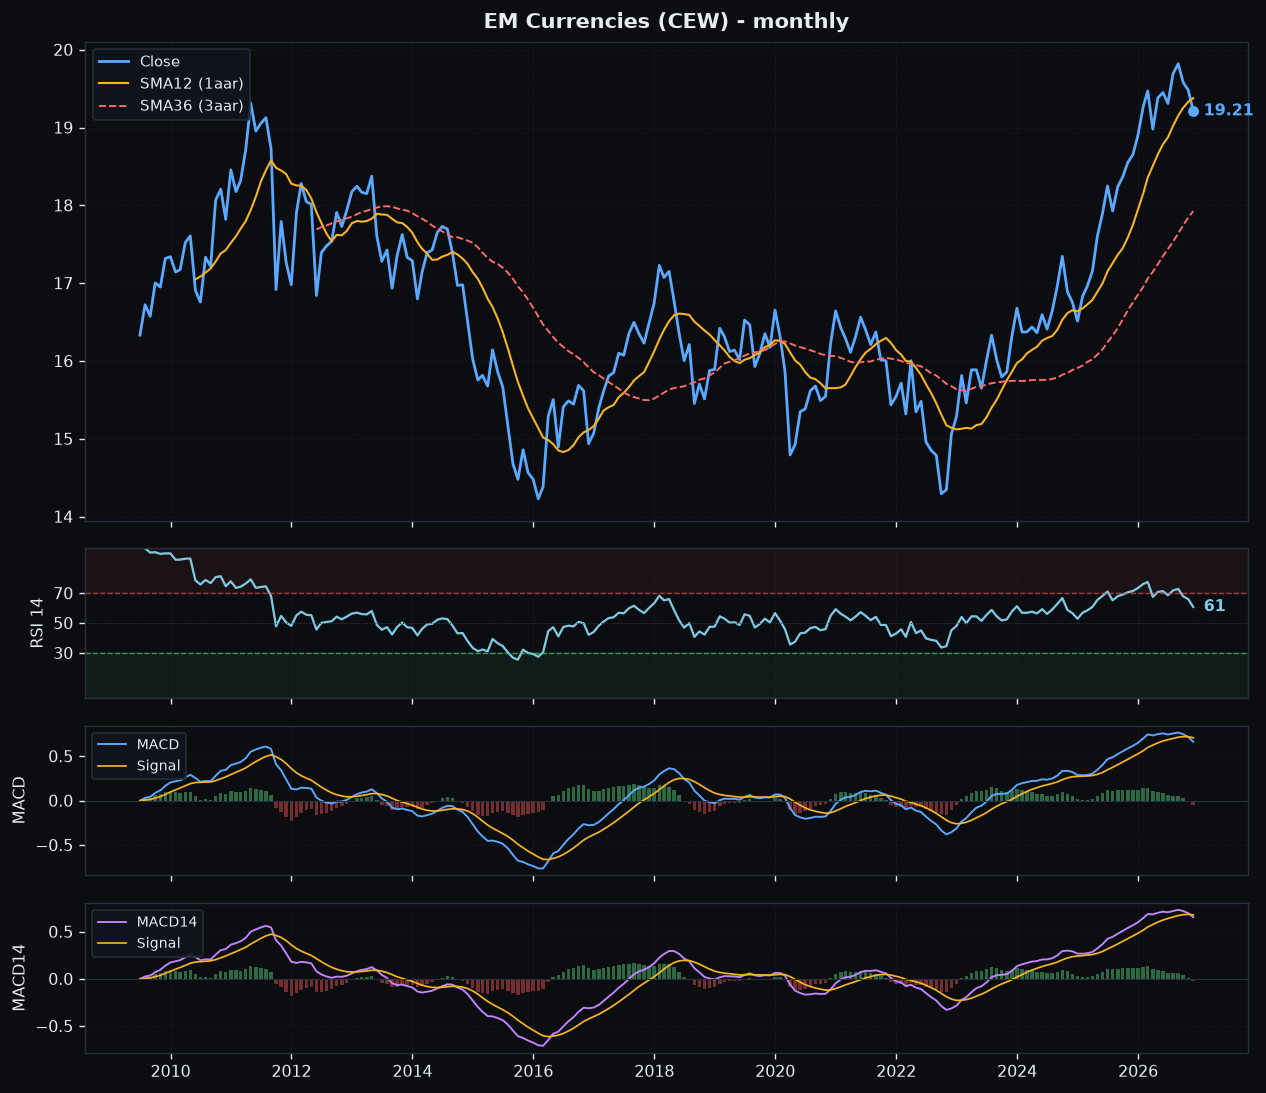 EM Currencies (CEW) - monthly
20
19
18
17
16
15
14
Close
SMA12 (1aar)
SMA36 (3aar)
19.21
RSI 14
70
50
30
61
MACD
0.5
0.0
−0.5
MACD
Signal
MACD14
0.5
0.0
−0.5
MACD14
Signal
2010 2012 2014 2016 2018 2020 2022 2024 2026